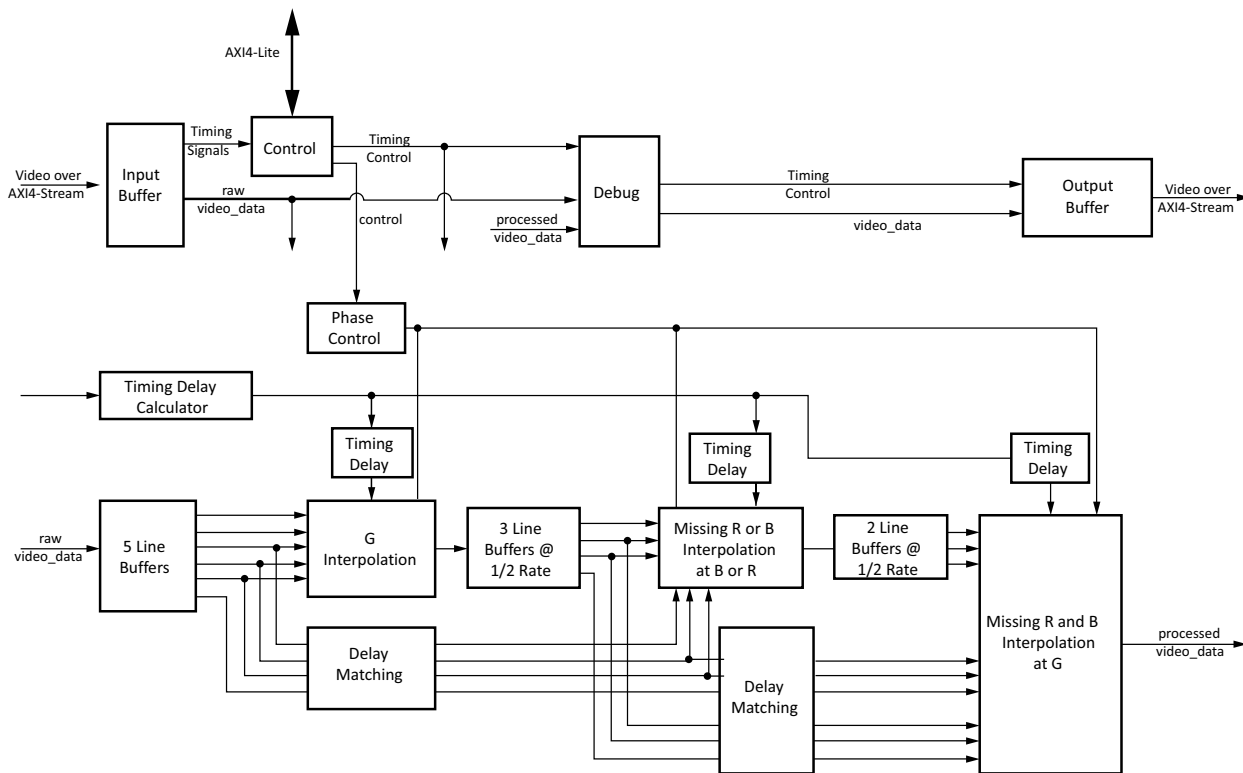 AXI4-Lite
Video over
AXI4-Stream
Input
Buffer
Timing
Signals
Control
Timing
Control
raw
video_data
control
processed
video_data
Debug
Timing
Control
video_data
Output
Buffer
Video over
AXI4-Stream
Phase
Control
Timing Delay
Calculator
Timing
Delay
Timing
Delay
Timing
Delay
raw
video_data
5 Line
Buffers
G
Interpolation
3 Line
Buffers @
1/2 Rate
Missing R or B
Interpolation
at B or R
2 Line
Buffers @
1/2 Rate
Missing R and B
Interpolation
at G
processed
video_data
Delay
Matching
Delay
Matching